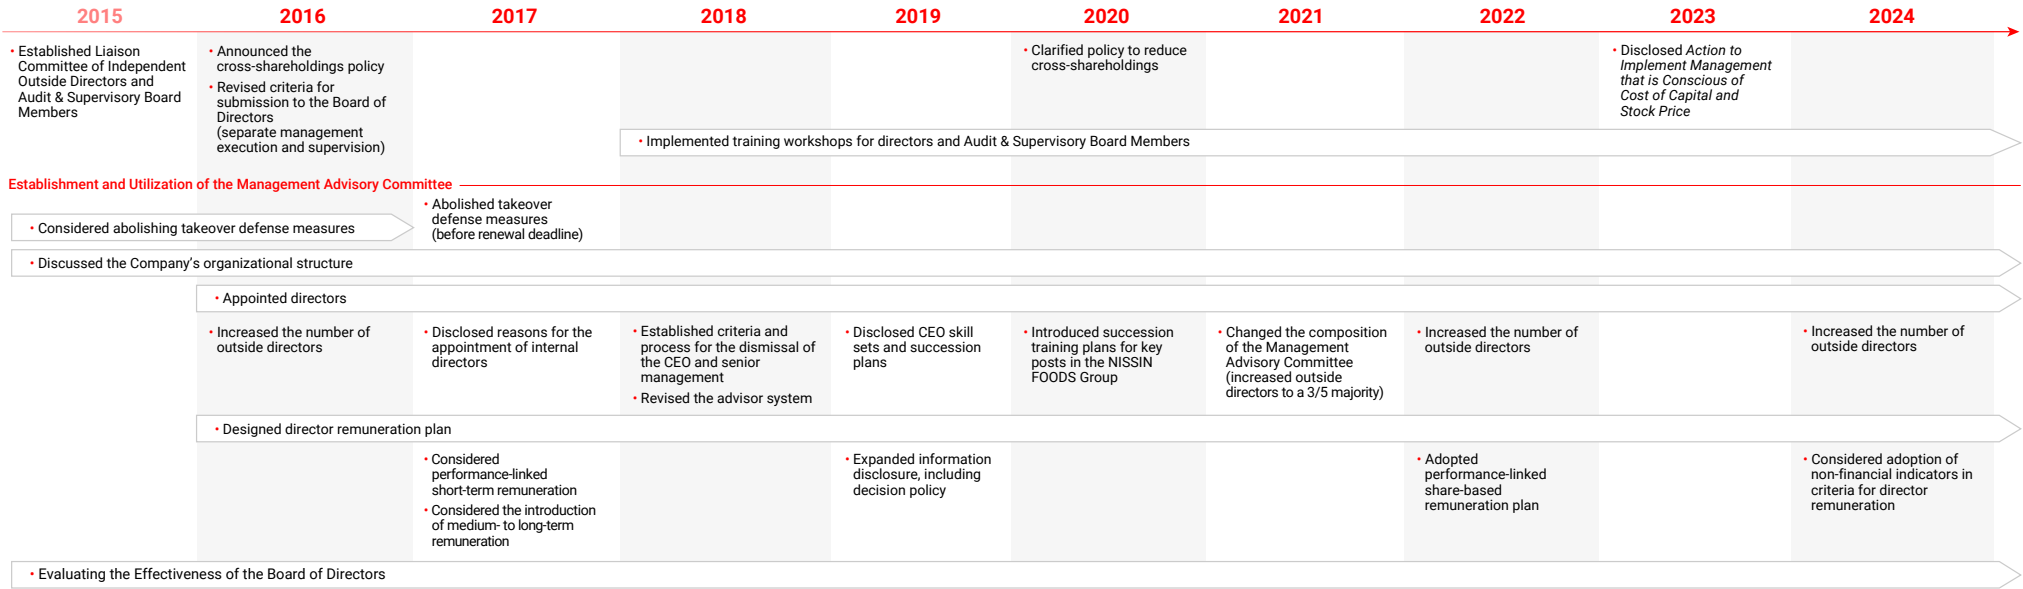 2015 2016 2017 2018 2019 2020 2021 2022 2023 2024
• Established Liaison
Committee of Independent
Outside Directors and
Audit & Supervisory Board
Members
• Announced the
cross-shareholdings policy
• Revised criteria for
submission to the Board of
Directors
(separate management
execution and supervision)
• Clarified policy to reduce
cross-shareholdings
• Disclosed Action to
Implement Management
that is Conscious of
Cost of Capital and
Stock Price
• Implemented training workshops for directors and Audit & Supervisory Board Members
Establishment and Utilization of the Management Advisory Committee
• Considered abolishing takeover defense measures
• Abolished takeover
defense measures
(before renewal deadline)
• Discussed the Company's organizational structure
• Appointed directors
• Increased the number of
outside directors
• Disclosed reasons for the
appointment of internal
directors
• Established criteria and
process for the dismissal of
the CEO and senior
management
• Revised the advisor system
• Disclosed CEO skill
sets and succession
plans
• Introduced succession
training plans for key
posts in the NISSIN
FOODS Group
• Changed the composition
of the Management
Advisory Committee
(increased outside
directors to a 3/5 majority)
• Increased the number of
outside directors
• Increased the number of
outside directors
• Designed director remuneration plan
• Considered
performance-linked
short-term remuneration
• Considered the introduction
of medium- to long-term
remuneration
• Expanded information
disclosure, including
decision policy
• Adopted
performance-linked
share-based
remuneration plan
• Considered adoption of
non-financial indicators in
criteria for director
remuneration
• Evaluating the Effectiveness of the Board of Directors